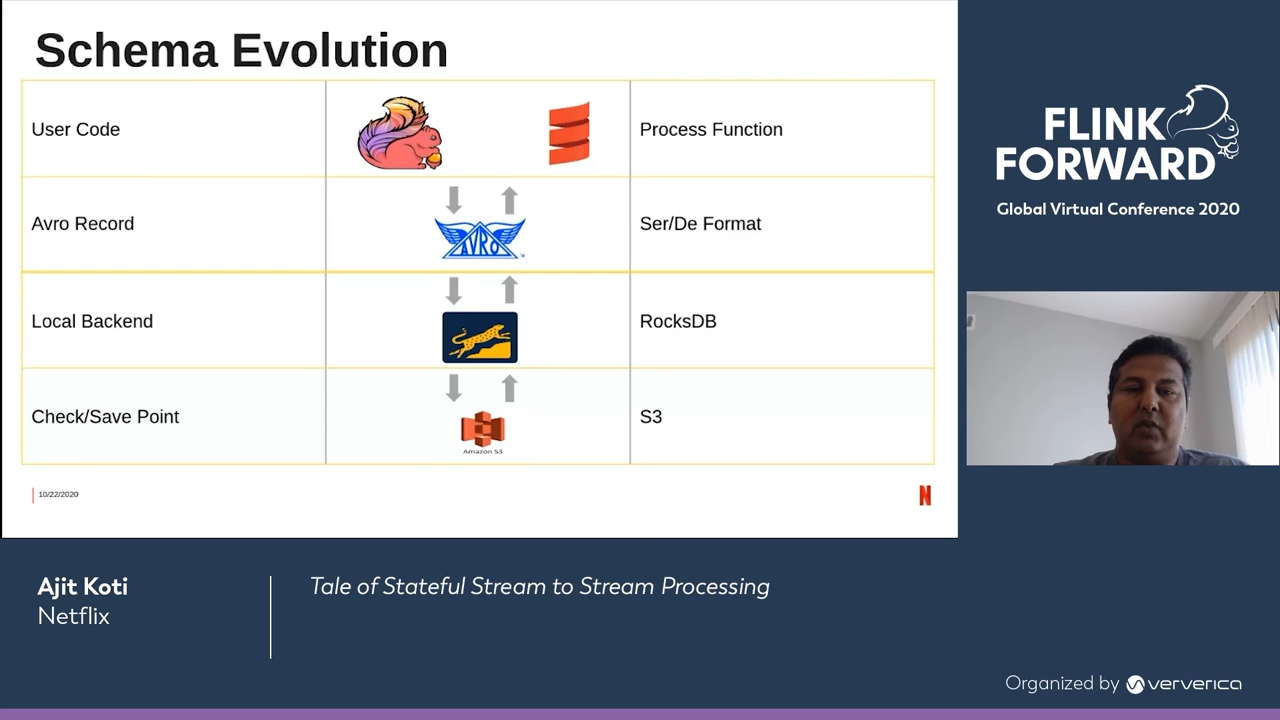 Schema Evolution
User Code
Process Function
Avro Record
AVRO
Ser/De Format
Local Backend
RocksDB
Check/Save Point
Amazon S3
S3
10/22/2020
N
FLINK
FORWARD
Global Virtual Conference 2020
Ajit Koti
Netflix
Tale of Stateful Stream to Stream Processing
Organized by ververica